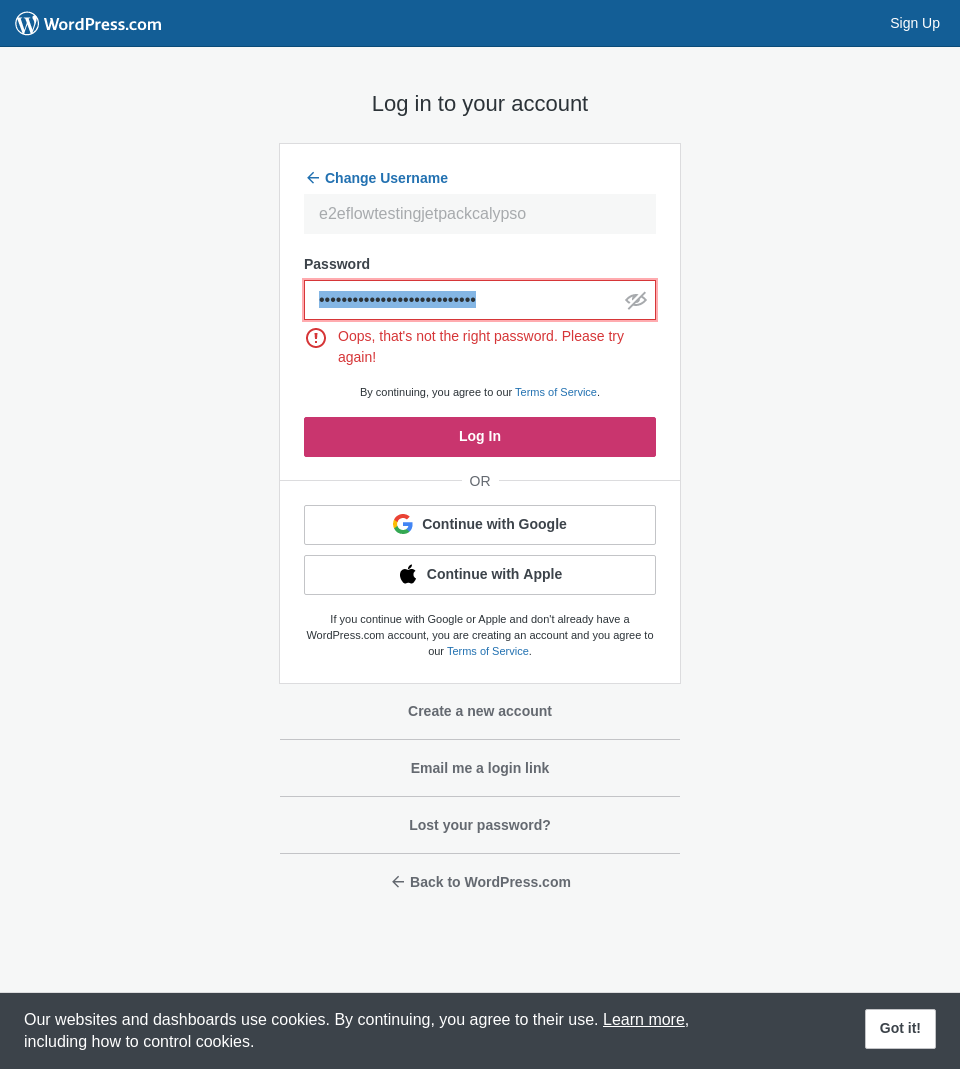 WordPress.com
Sign Up
Log in to your account
Change Username
e2eflowtestingjetpackcalypso
Password
••••••••••••••••••••••••••••
Oops, that's not the right password. Please try
again!
By continuing, you agree to our Terms of Service.
Log In
OR
Continue with Google
Continue with Apple
If you continue with Google or Apple and don't already have a
WordPress.com account, you are creating an account and you agree to
our Terms of Service.
Create a new account
Email me a login link
Lost your password?
Back to WordPress.com
Our websites and dashboards use cookies. By continuing, you agree to their use. Learn more,
including how to control cookies.
Got it!